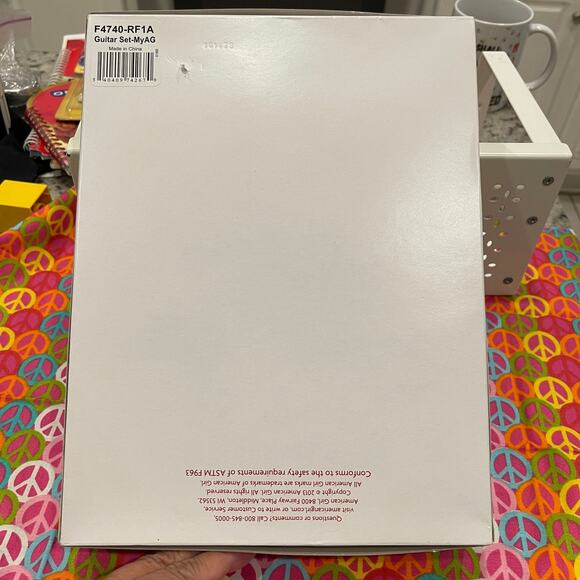 F4740-RF1A
Guitar Set-MyAG
Made in China
Questions or comments? Call 800-845-0005,
visit americangirl.com, or write to Customer Service,
American Girl, 8400 Fairway Place, Middleton, WI 53562.
Copyright © 2013 American Girl. All rights reserved.
All American Girl marks are trademarks of American Girl.
Conforms to the safety requirements of ASTM F963